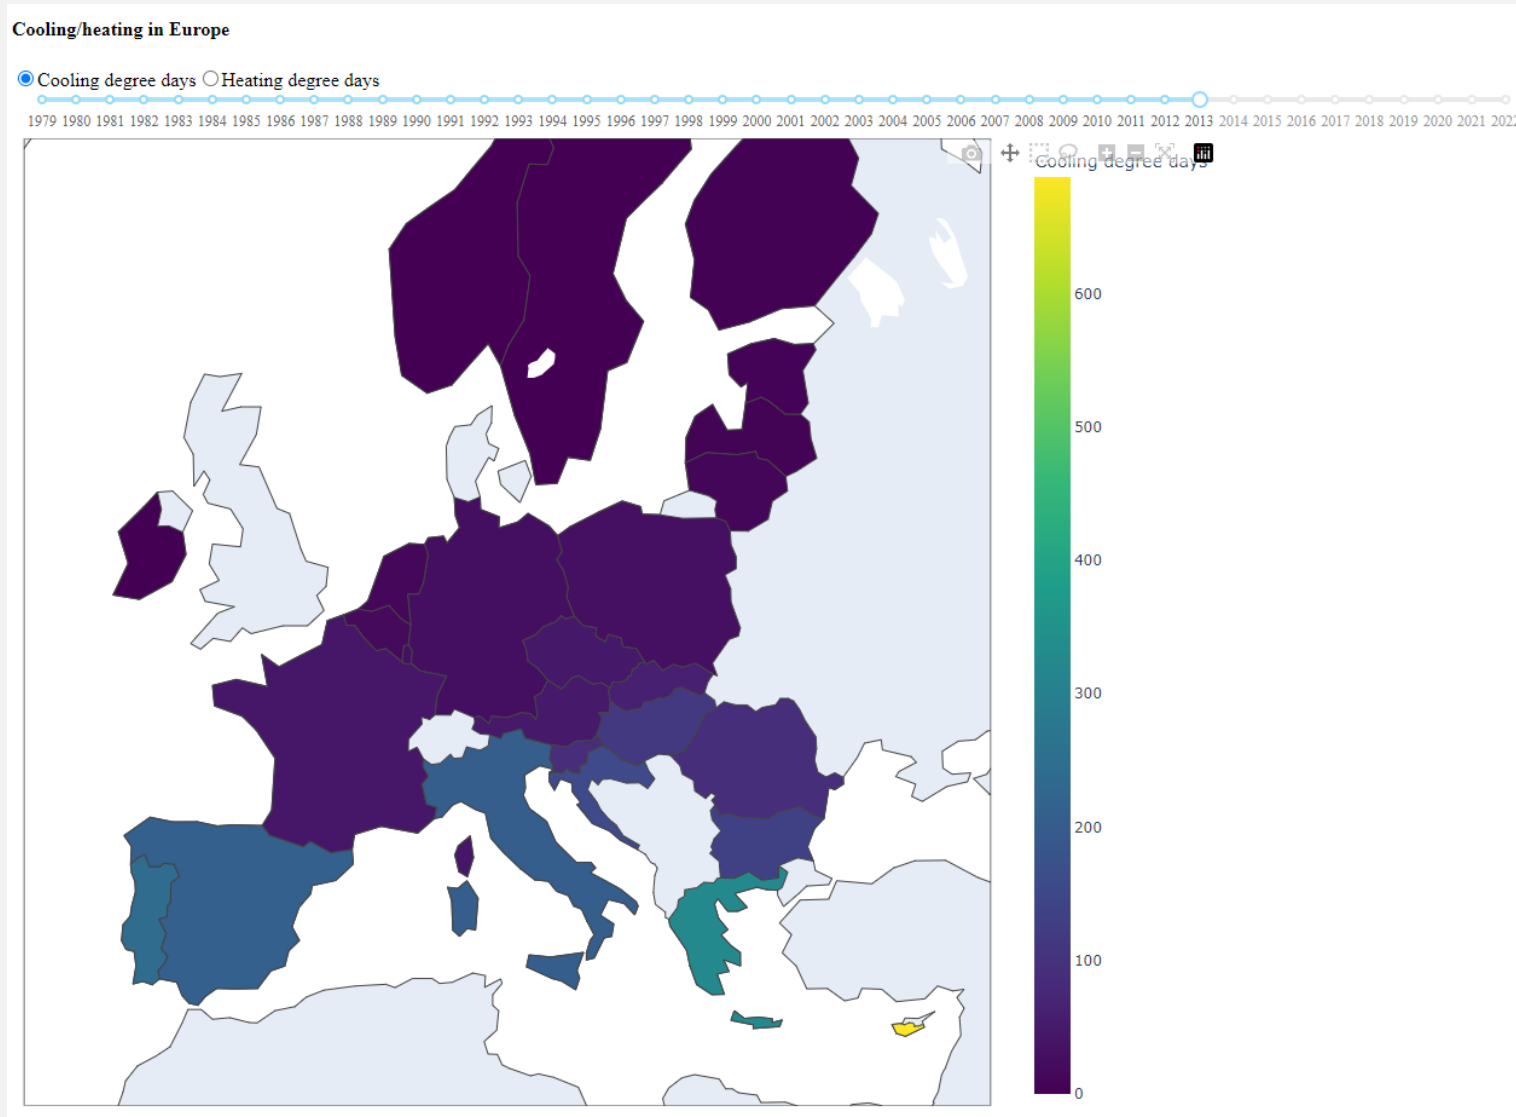 Cooling/heating in Europe
Cooling degree days Heating degree days
1979 1980 1981 1982 1983 1984 1985 1986 1987 1988 1989 1990 1991 1992 1993 1994 1995 1996 1997 1998 1999 2000 2001 2002 2003 2004 2005 2006 2007 2008 2009 2010 2011 2012 2013 2014 2015 2016 2017 2018 2019 2020 2021 2022
Cooling degree days
600
500
400
300
200
100
0